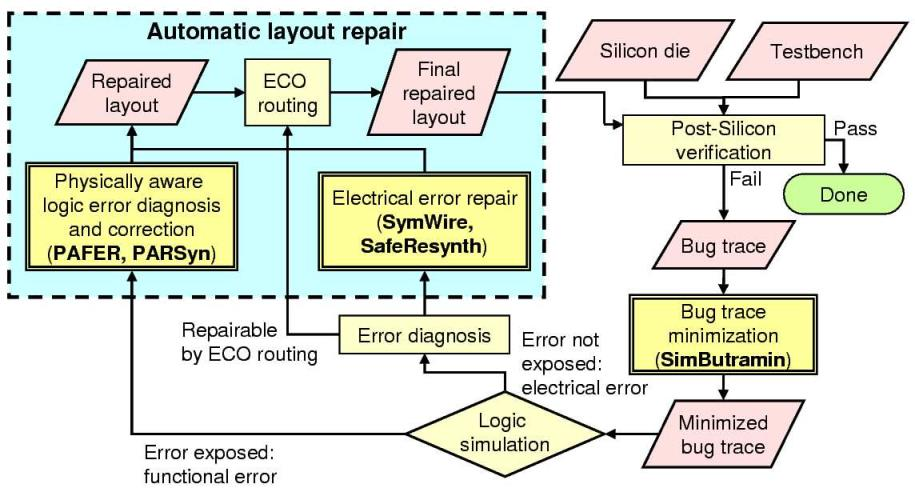 Automatic layout repair
Silicon die
Testbench
Repaired
layout
ECO
routing
Final
repaired
layout
Post-Silicon
verification
Pass
Fail
Done
Physically aware
logic error diagnosis
and correction
(PAFER, PARSyn)
Electrical error repair
(SymWire,
SafeResynth)
Bug trace
Bug trace
minimization
(SimButramin)
Repairable
by ECO routing
Error diagnosis
Error not
exposed:
electrical error
Logic
simulation
Minimized
bug trace
Error exposed:
functional error